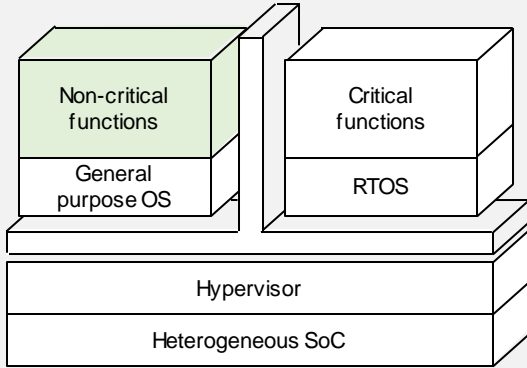 Non-critical
functions
Critical
functions
General
purpose OS
RTOS
Hypervisor
Heterogeneous SoC